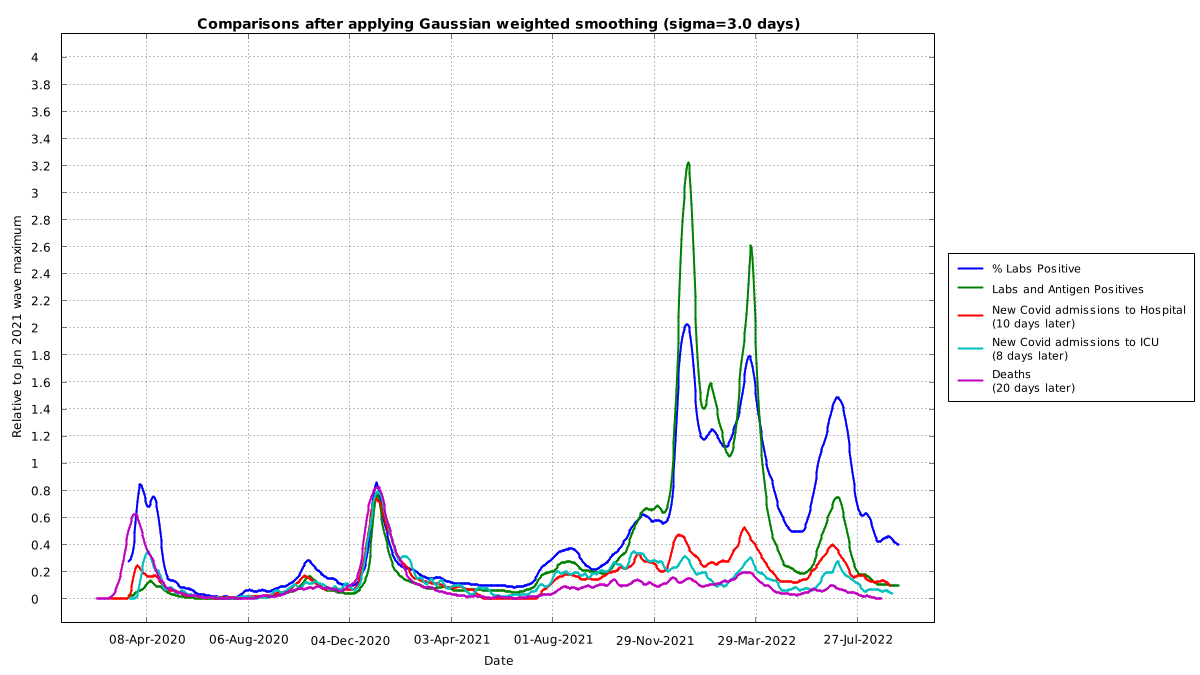 Comparisons after applying Gaussian weighted smoothing (sigma=3.0 days)
Relative to Jan 2021 wave maximum
4
3.8
3.6
3.4
3.2
3
2.8
2.6
2.4
2.2
2
1.8
1.6
1.4
1.2
1
0.8
0.6
0.4
0.2
0
08-Apr-2020
06-Aug-2020
04-Dec-2020
03-Apr-2021
01-Aug-2021
29-Nov-2021
29-Mar-2022
27-Jul-2022
Date
% Labs Positive
Labs and Antigen Positives
New Covid admissions to Hospital
(10 days later)
New Covid admissions to ICU
(8 days later)
Deaths
(20 days later)